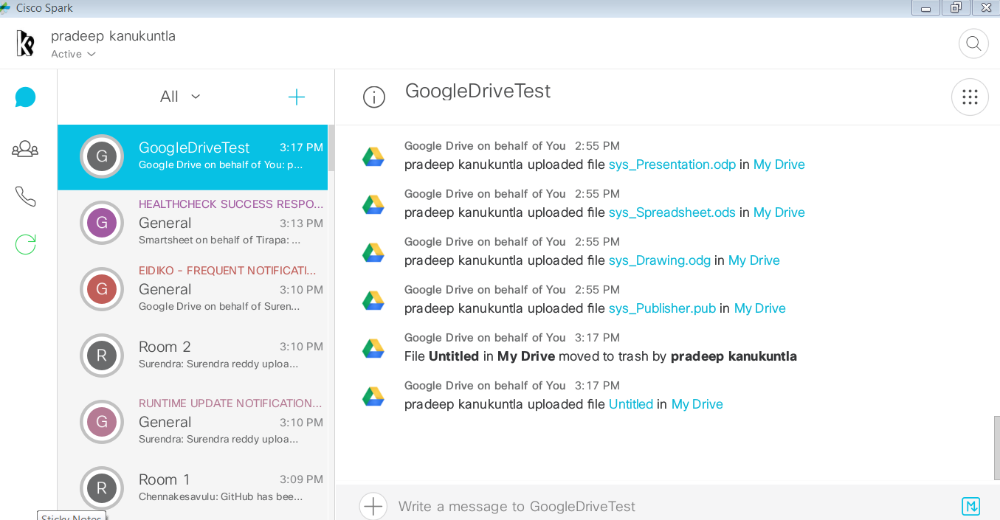 Cisco Spark
pradeep kanukuntla
Active
All
GoogleDriveTest
G
GoogleDriveTest 3:17 PM
Google Drive on behalf of You: p...
HEALTHCHECK SUCCESS RESPO...
G
General 3:13 PM
Smartsheet on behalf of Tirapa: ...
EIDIKO - FREQUENT NOTIFICATI...
G
General 3:10 PM
Google Drive on behalf of Suren...
R
Room 2 3:10 PM
Surendra: Surendra reddy uploa...
RUNTIME UPDATE NOTIFICATION...
G
General 3:10 PM
Surendra: Surendra reddy uploa...
R
Room 1 3:09 PM
Chennakesavulu: GitHub has bee...
Sticky Notes
Google Drive on behalf of You 2:55 PM
pradeep kanukuntla uploaded file sys_Presentation.odp in My Drive
Google Drive on behalf of You 2:55 PM
pradeep kanukuntla uploaded file sys_Spreadsheet.ods in My Drive
Google Drive on behalf of You 2:55 PM
pradeep kanukuntla uploaded file sys_Drawing.odg in My Drive
Google Drive on behalf of You 2:55 PM
pradeep kanukuntla uploaded file sys_Publisher.pub in My Drive
Google Drive on behalf of You 3:17 PM
File Untitled in My Drive moved to trash by pradeep kanukuntla
Google Drive on behalf of You 3:17 PM
pradeep kanukuntla uploaded file Untitled in My Drive
Write a message to GoogleDriveTest